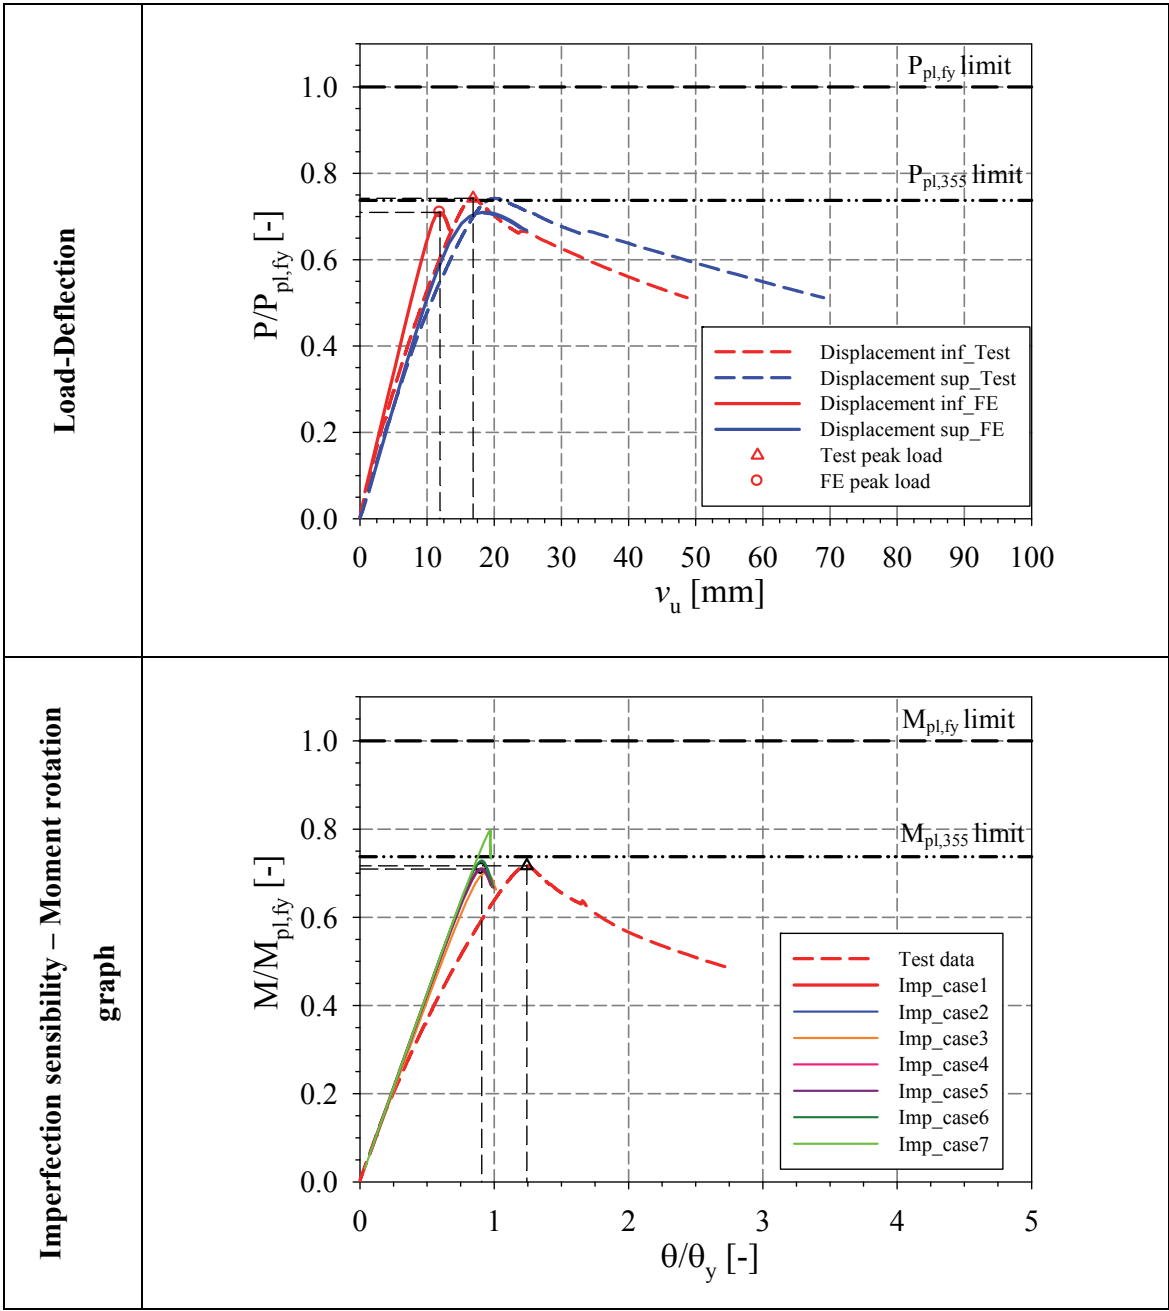 Load-Deflection
P/Ppl,fy [-]
1.0
0.8
0.6
0.4
0.2
0.0
Ppl,fy limit
Ppl,355 limit
Displacement inf_Test
Displacement sup_Test
Displacement inf_FE
Displacement sup_FE
Test peak load
FE peak load
0 10 20 30 40 50 60 70 80 90 100
vu [mm]
Imperfection sensibility – Moment rotation
graph
M/Mpl,fy [-]
1.0
0.8
0.6
0.4
0.2
0.0
Mpl,fy limit
Mpl,355 limit
Test data
Imp_case1
Imp_case2
Imp_case3
Imp_case4
Imp_case5
Imp_case6
Imp_case7
0 1 2 3 4 5
θ/θy [-]